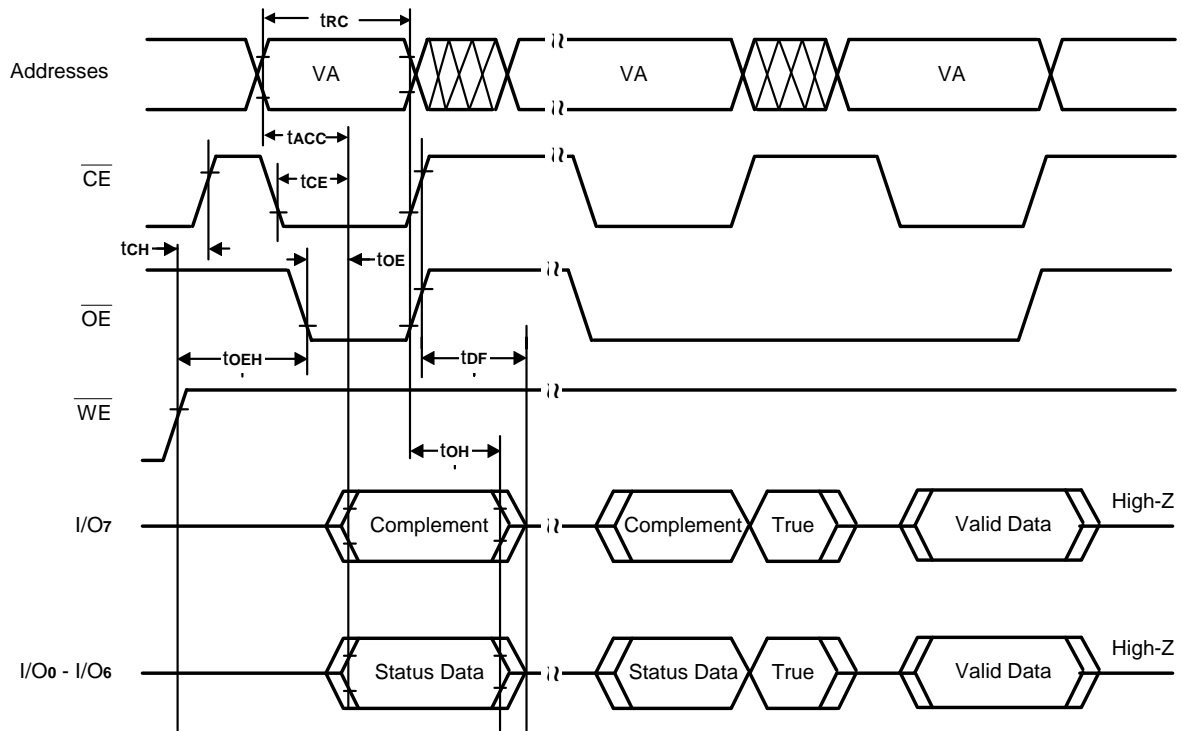 tRC
Addresses VA VA VA
tACC
CE
tCE
tCH
tOE
OE
tOEH tDF
WE
tOH
I/O7 Complement Complement True Valid Data High-Z
I/O0 - I/O6 Status Data Status Data True Valid Data High-Z